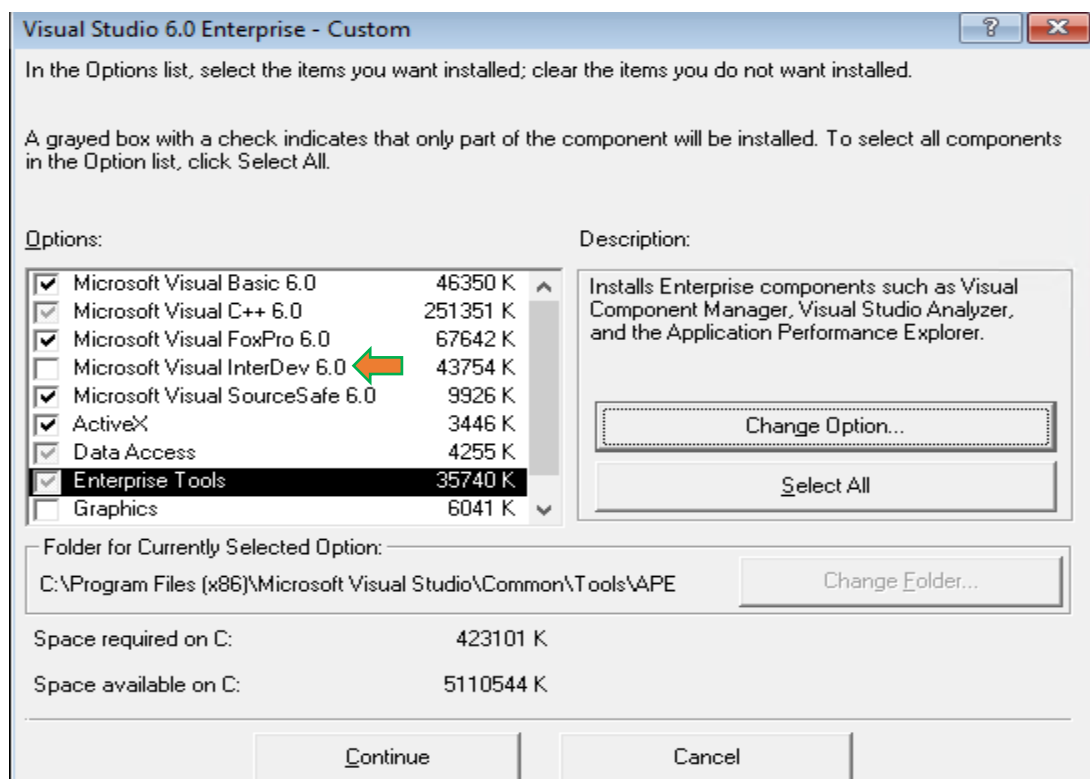 Visual Studio 6.0 Enterprise - Custom
In the Options list, select the items you want installed; clear the items you do not want installed.
A grayed box with a check indicates that only part of the component will be installed. To select all components
in the Option list, click Select All.
Options:
Microsoft Visual Basic 6.0 46350 K
Microsoft Visual C++ 6.0 251351 K
Microsoft Visual FoxPro 6.0 67642 K
Microsoft Visual InterDev 6.0 43754 K
Microsoft Visual SourceSafe 6.0 9926 K
ActiveX 3446 K
Data Access 4255 K
Enterprise Tools 35740 K
Graphics 6041 K
Description:
Installs Enterprise components such as Visual
Component Manager, Visual Studio Analyzer,
and the Application Performance Explorer.
Change Option...
Select All
Folder for Currently Selected Option:
C:\Program Files (x86)\Microsoft Visual Studio\Common\Tools\APE
Change Folder...
Space required on C: 423101 K
Space available on C: 5110544 K
Continue
Cancel